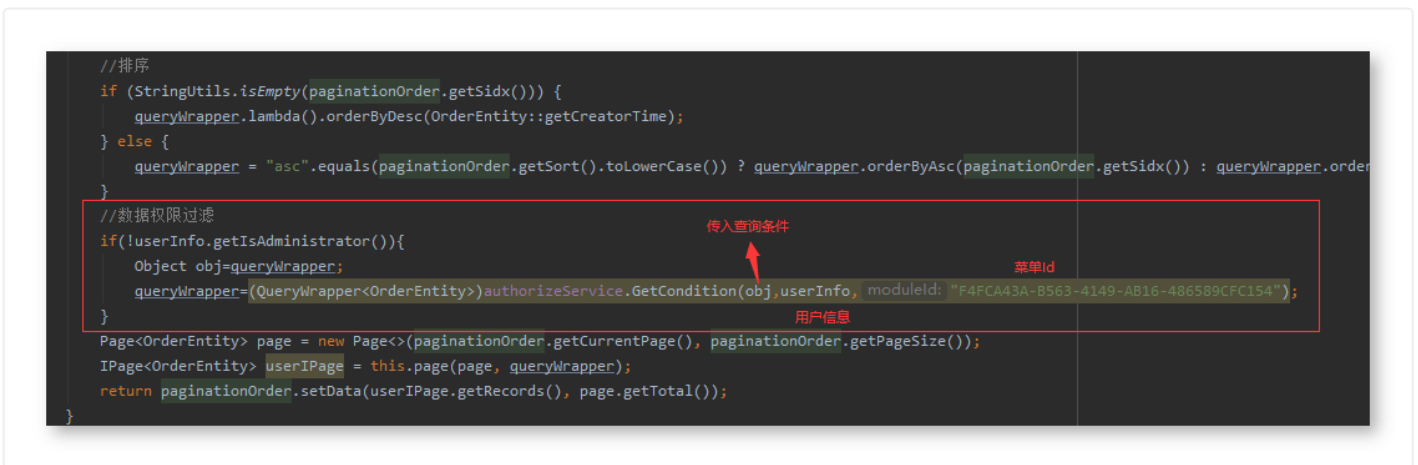 //排序
if (StringUtils.isEmpty(paginationOrder.getSidx())) {
queryWrapper.lambda().orderByDesc(OrderEntity::getCreatorTime);
} else {
queryWrapper = "asc".equals(paginationOrder.getSort().toLowerCase()) ? queryWrapper.orderByAsc(paginationOrder.getSidx()) : queryWrapper.order
}
//数据权限过滤
传入查询条件
if(!userInfo.getIsAdministrator()){
Object obj=queryWrapper;
菜单Id
queryWrapper=(QueryWrapper<OrderEntity>)authorizeService.GetCondition(obj,userInfo, moduleId: "F4FCA43A-B563-4149-AB16-486589CFC154");
}
用户信息
Page<OrderEntity> page = new Page<>(paginationOrder.getCurrentPage(), paginationOrder.getPageSize());
IPage<OrderEntity> userIPage = this.page(page, queryWrapper);
return paginationOrder.setData(userIPage.getRecords(), page.getTotal());
}